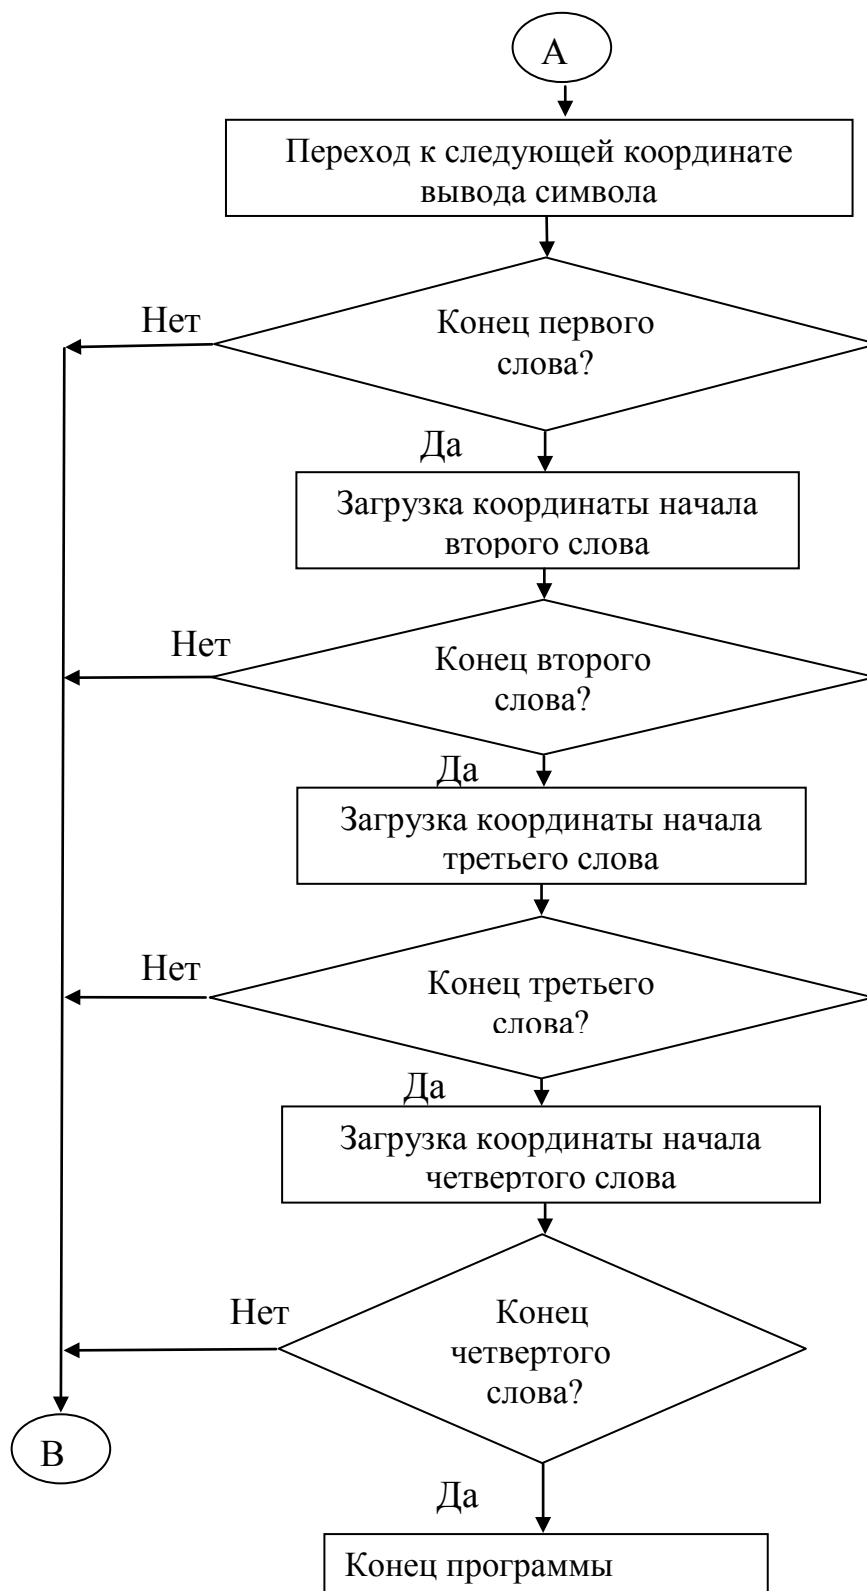 А
Переход к следующей координате
вывода символа
Нет
Конец первого
слова?
Да
Загрузка координаты начала
второго слова
Нет
Конец второго
слова?
Да
Загрузка координаты начала
третьего слова
Нет
Конец третьего
слова?
Да
Загрузка координаты начала
четвертого слова
Нет
Конец
четвертого
слова?
В
Да
Конец программы